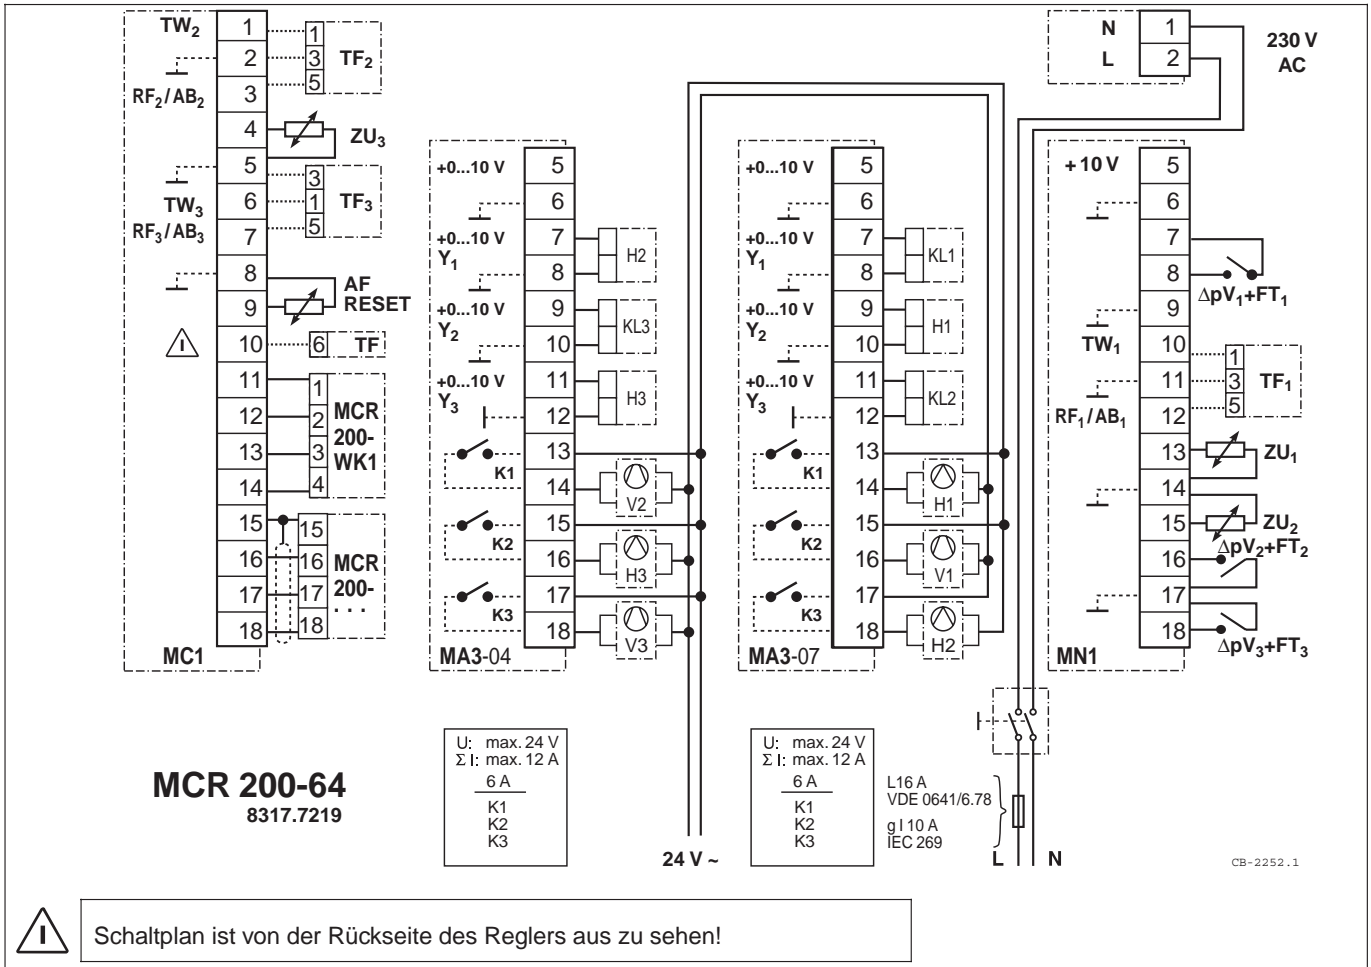 TW2 1 1
2 3 TF2
RF2/AB2 3 5
4 ZU3
5 3
TW3 6 1 TF3
RF3/AB3 7 5
8 AF
9 RESET
10 6 TF
11 1
12 2 MCR
13 3 200-
14 4 WK1
15 15
16 16 MCR
17 17 200-
18 18 . . .
MC1
+0...10 V 5
6
+0...10 V 7
Y1 8 H2
+0...10 V 9
Y2 10 KL3
+0...10 V 11
Y3 12 H3
13
K1 14 V2
15
K2 16 H3
17
K3 18 V3
MA3-04
+0...10 V 5
6
+0...10 V 7
Y1 8 KL1
+0...10 V 9
Y2 10 H1
+0...10 V 11
Y3 12 KL2
13
K1 14 H1
15
K2 16 V1
17
K3 18 H2
MA3-07
N 1 230 V
L 2 AC
+ 10 V 5
6
7
8 ΔpV1+FT1
9
TW1 10 1
11 3 TF1
RF1/AB1 12 5
13 ZU1
14
15 ZU2
16 ΔpV2+FT2
17
18 ΔpV3+FT3
MN1
MCR 200-64
8317.7219
U: max. 24 V
Σ I: max. 12 A
6 A
K1
K2
K3
24 V ~
U: max. 24 V
Σ I: max. 12 A
6 A
K1
K2
K3
L16 A
VDE 0641/6.78
g I 10 A
IEC 269
L N
CB-2252.1
Schaltplan ist von der Rückseite des Reglers aus zu sehen!